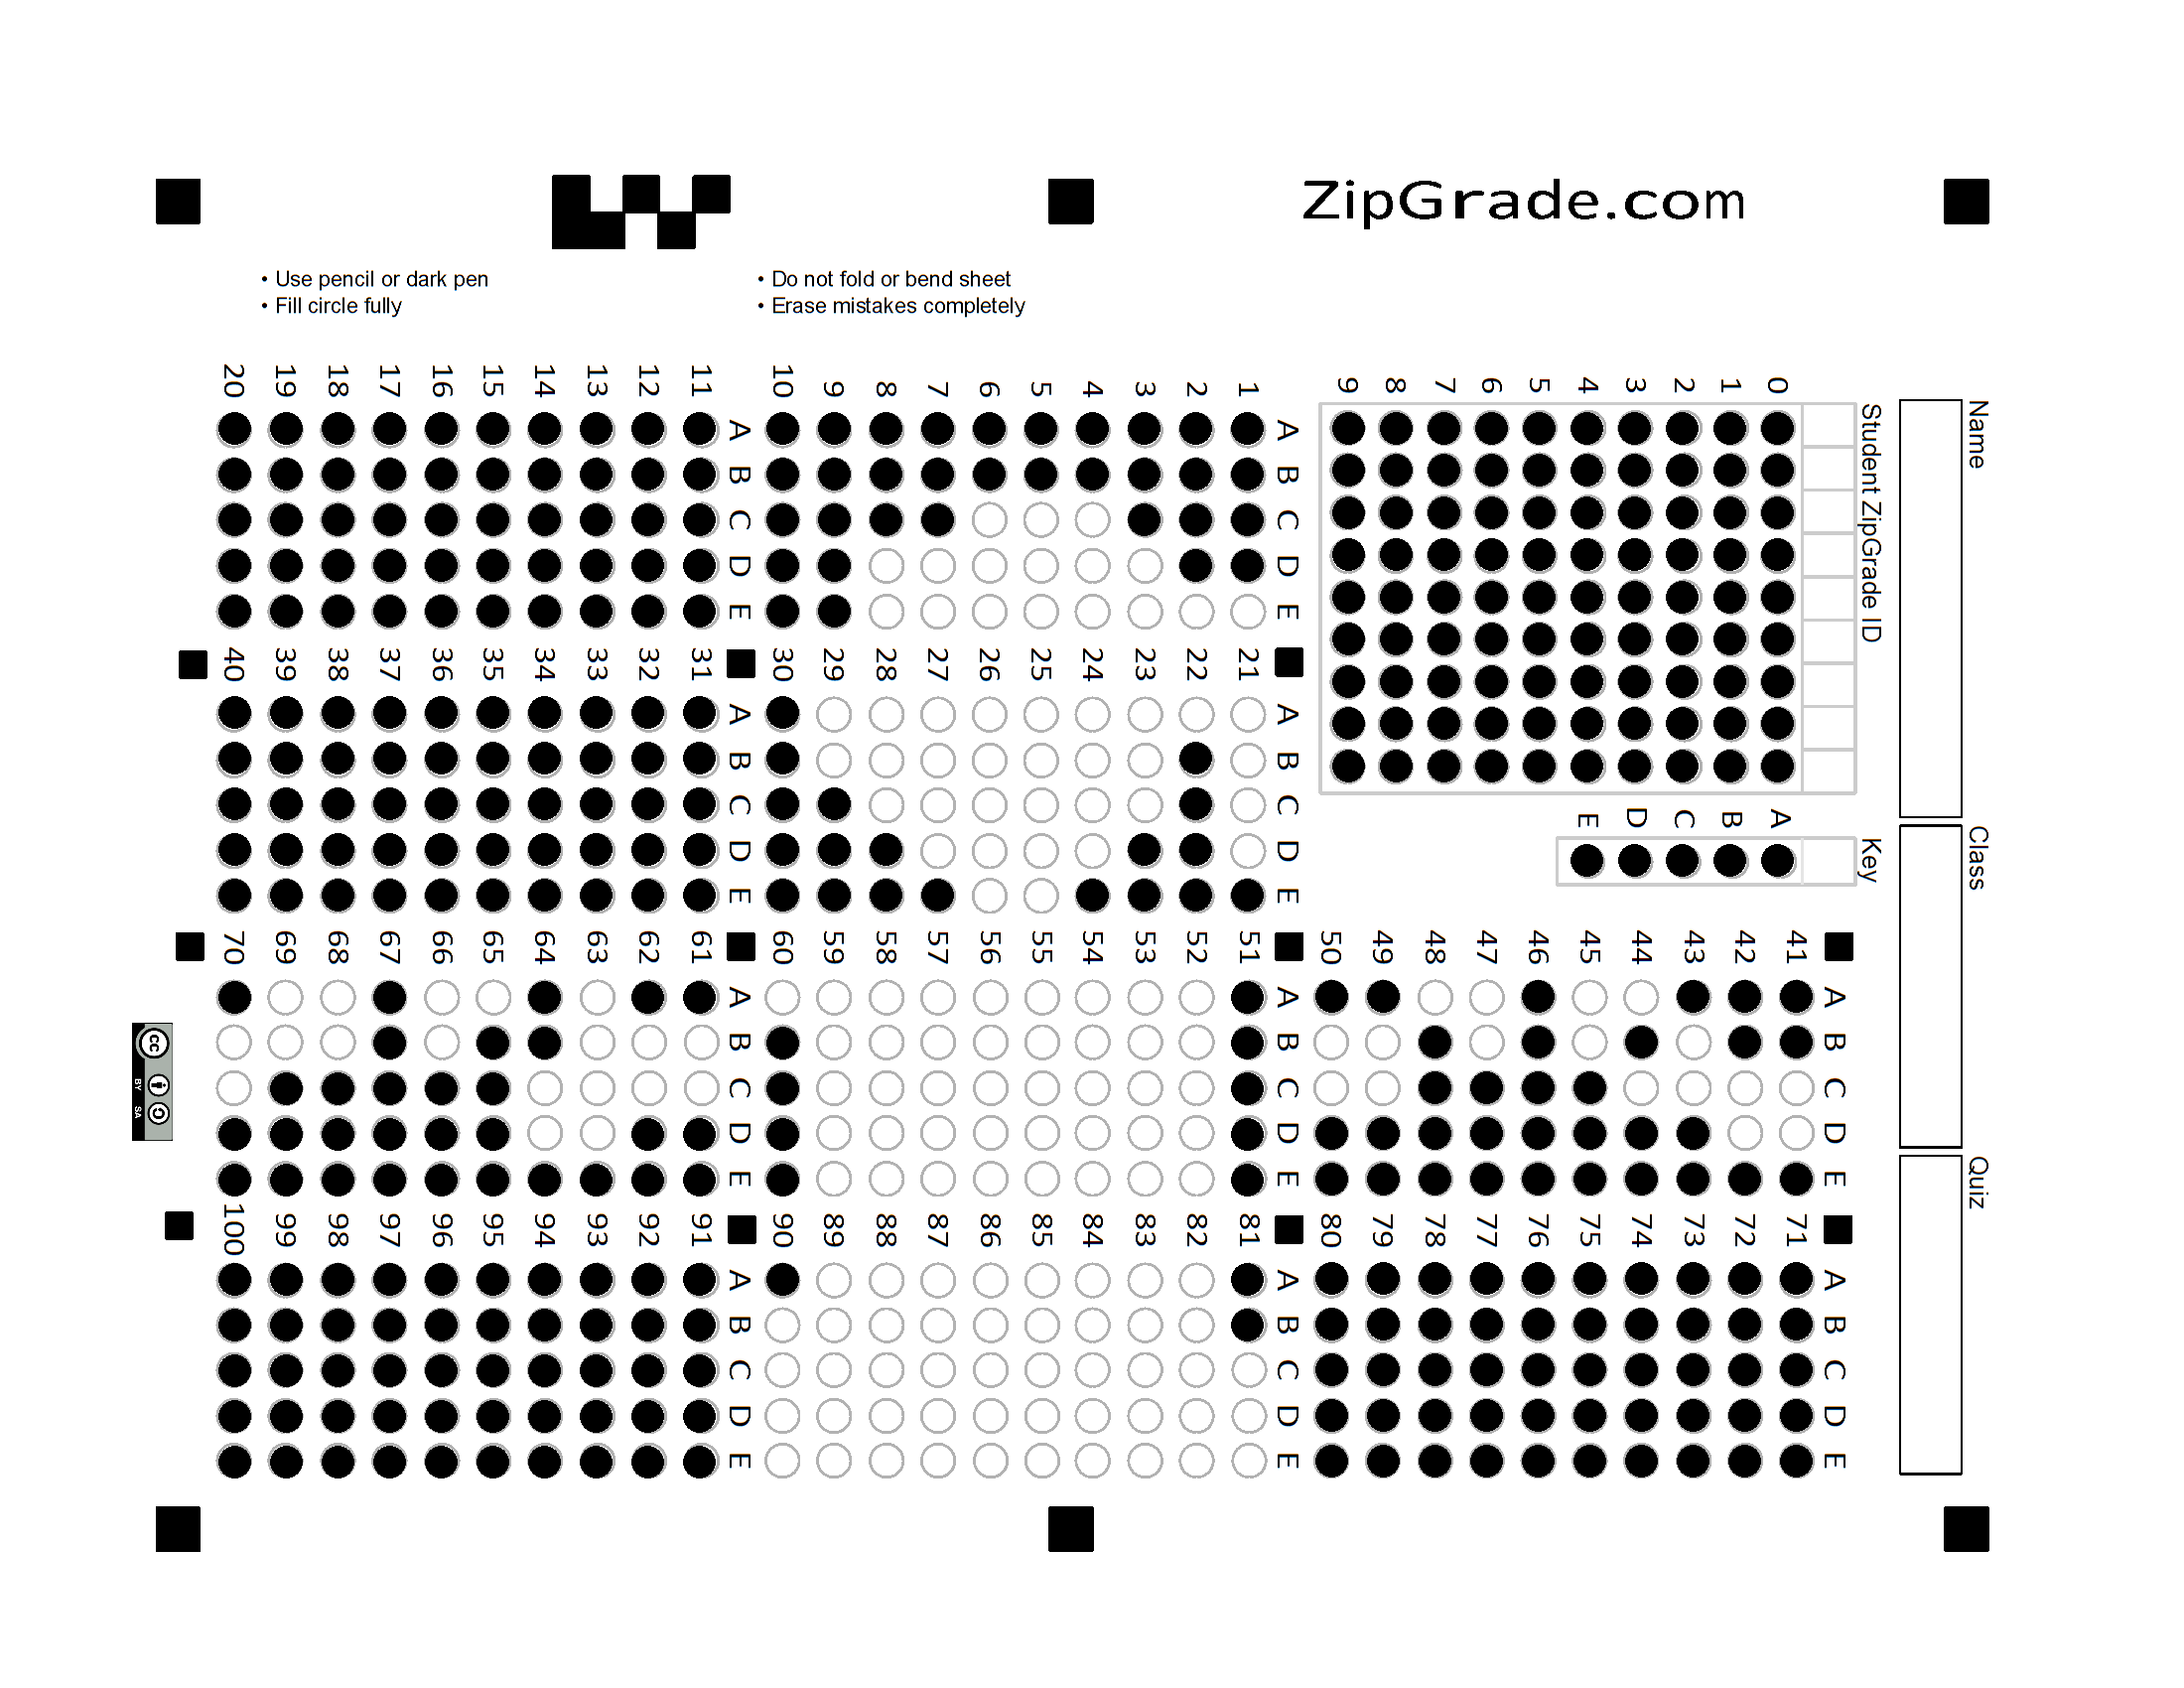 ZipGrade.com
• Use pencil or dark pen
• Fill circle fully
• Do not fold or bend sheet
• Erase mistakes completely
Name
Class
Quiz
Student ZipGrade ID
0 1 2 3 4 5 6 7 8 9
Key
A B C D E
A B C D E
1 2 3 4 5 6 7 8 9 10
A B C D E
11 12 13 14 15 16 17 18 19 20
A B C D E
21 22 23 24 25 26 27 28 29 30
A B C D E
31 32 33 34 35 36 37 38 39 40
A B C D E
41 42 43 44 45 46 47 48 49 50
A B C D E
51 52 53 54 55 56 57 58 59 60
A B C D E
61 62 63 64 65 66 67 68 69 70
A B C D E
71 72 73 74 75 76 77 78 79 80
A B C D E
81 82 83 84 85 86 87 88 89 90
A B C D E
91 92 93 94 95 96 97 98 99 100
A B C D E
cc
BY SA